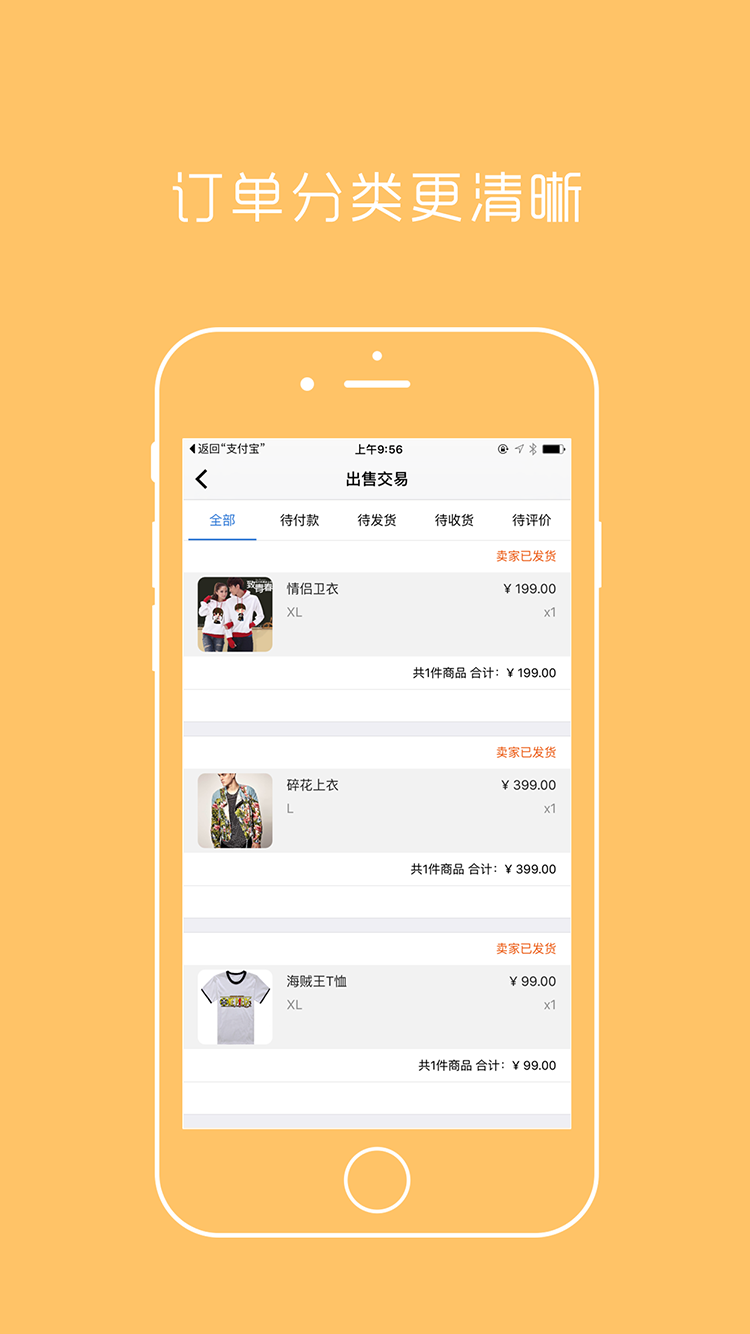 订单分类更清晰
返回“支付宝” 上午9:56
出售交易
全部 待付款 待发货 待收货 待评价
卖家已发货
致青春
情侣卫衣 ¥ 199.00
XL x1
共1件商品 合计：¥ 199.00
卖家已发货
碎花上衣 ¥ 399.00
L x1
共1件商品 合计：¥ 399.00
卖家已发货
海贼王T恤 ¥ 99.00
XL x1
共1件商品 合计：¥ 99.00